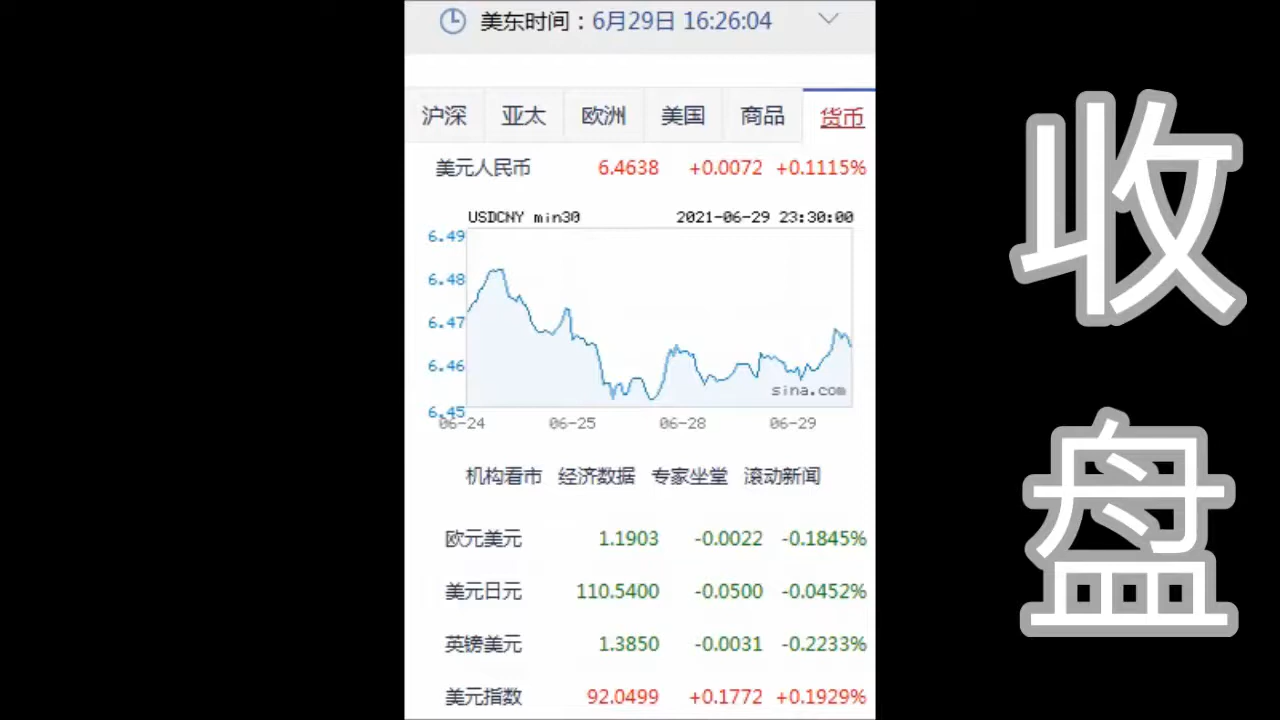 美东时间：6月29日 16:26:04
沪深 亚太 欧洲 美国 商品 货币
美元人民币 6.4638 +0.0072 +0.1115%
USDCNY min30 2021-06-29 23:30:00
6.49
6.48
6.47
6.46
6.45
sina.com
06-24 06-25 06-28 06-29
机构看市 经济数据 专家坐堂 滚动新闻
欧元美元 1.1903 -0.0022 -0.1845%
美元日元 110.5400 -0.0500 -0.0452%
英镑美元 1.3850 -0.0031 -0.2233%
美元指数 92.0499 +0.1772 +0.1929%
收
盘